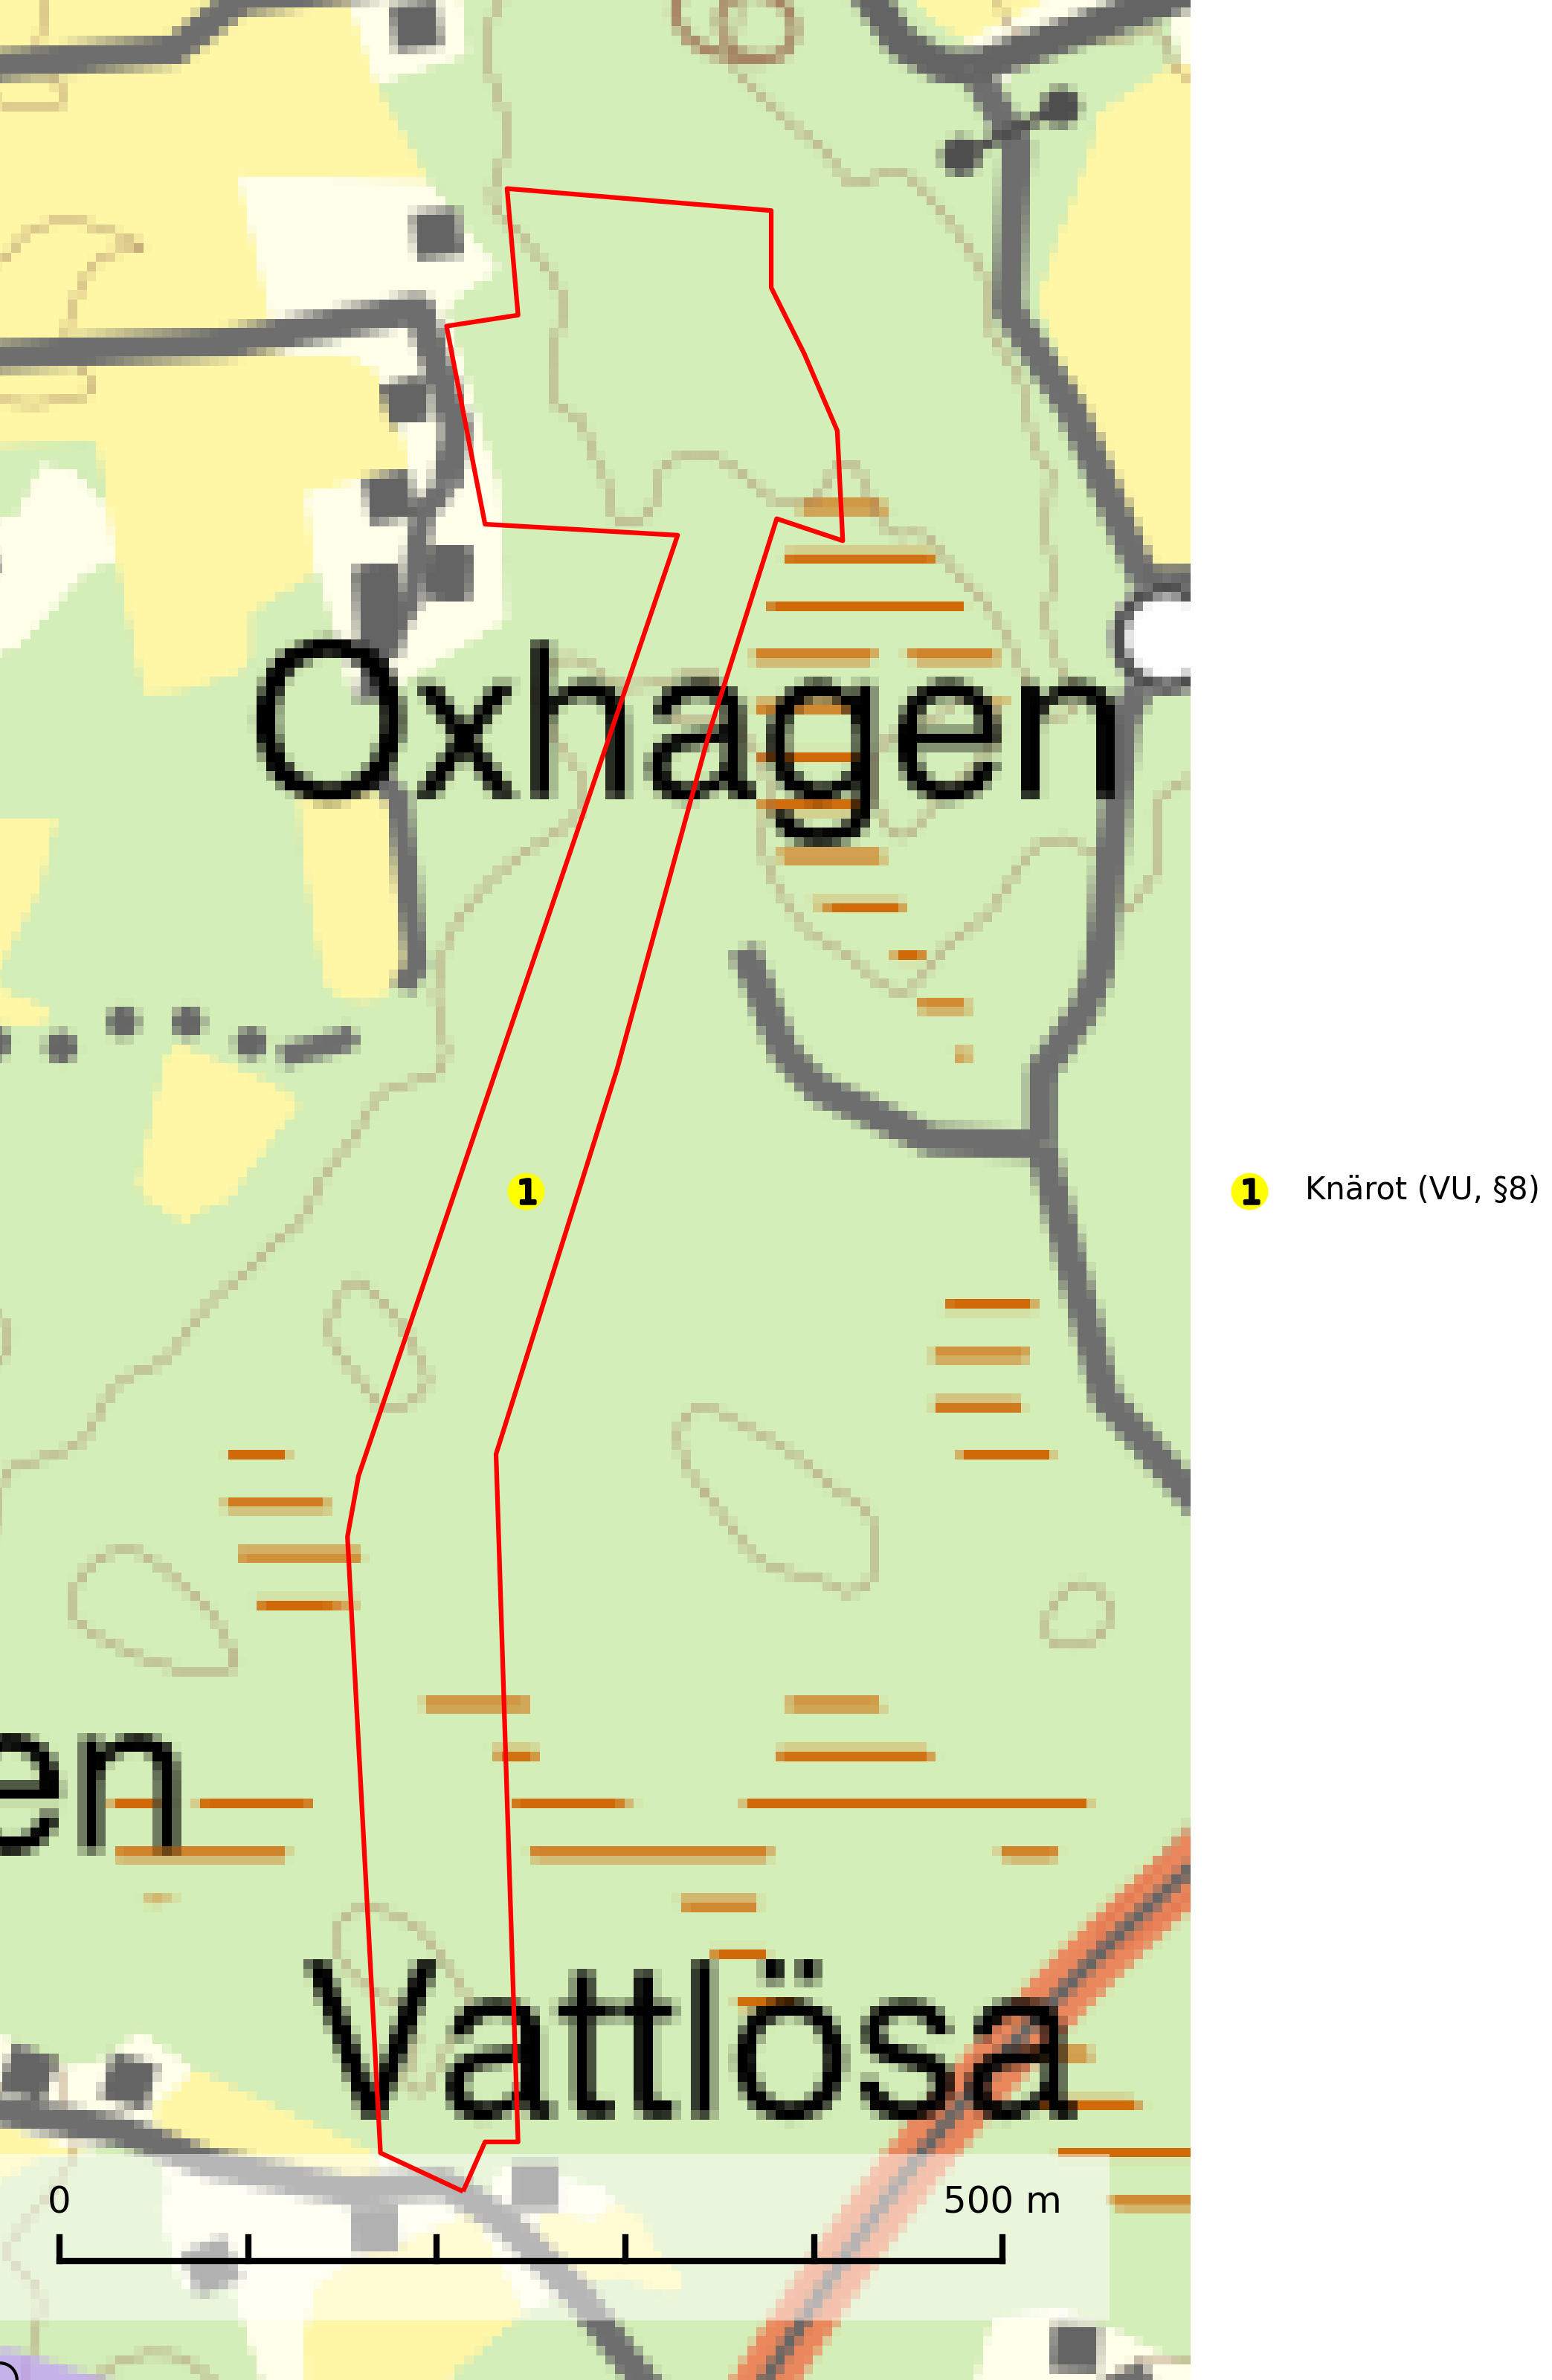 Oxhagen
1
1 Knärot (VU, §8)
en
Vattlösa
0 500 m